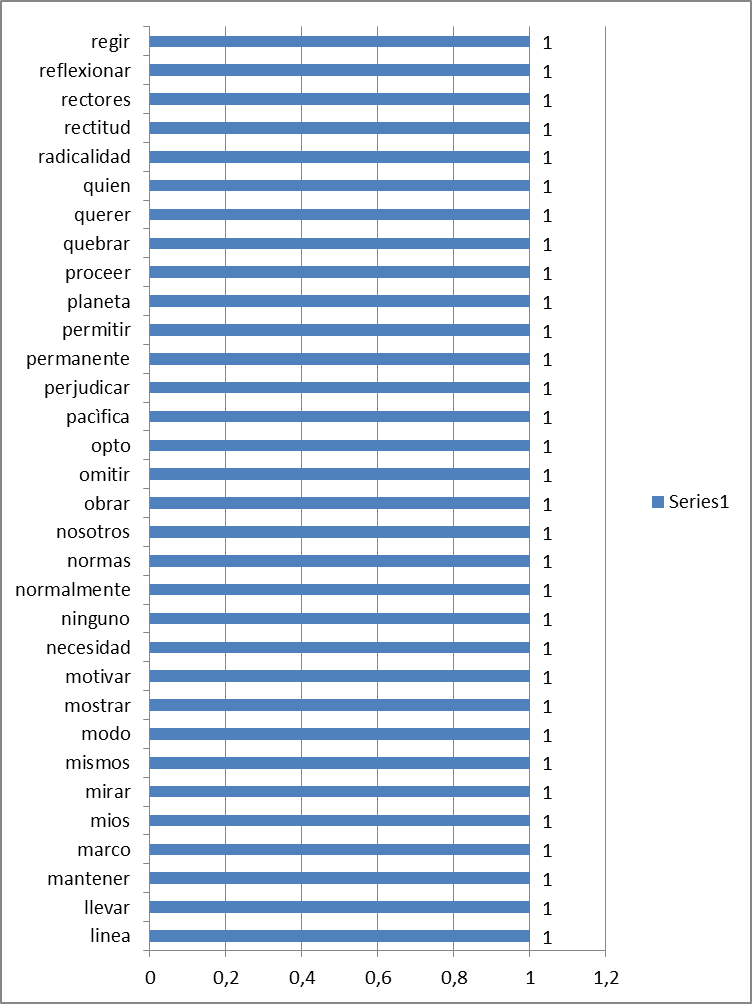 regir 1
reflexionar 1
rectores 1
rectitud 1
radicalidad 1
quien 1
querer 1
quebrar 1
proceer 1
planeta 1
permitir 1
permanente 1
perjudicar 1
pacìfica 1
opto 1
omitir 1
obrar 1
nosotros 1
normas 1
normalmente 1
ninguno 1
necesidad 1
motivar 1
mostrar 1
modo 1
mismos 1
mirar 1
mios 1
marco 1
mantener 1
llevar 1
linea 1
0 0,2 0,4 0,6 0,8 1 1,2
Series1